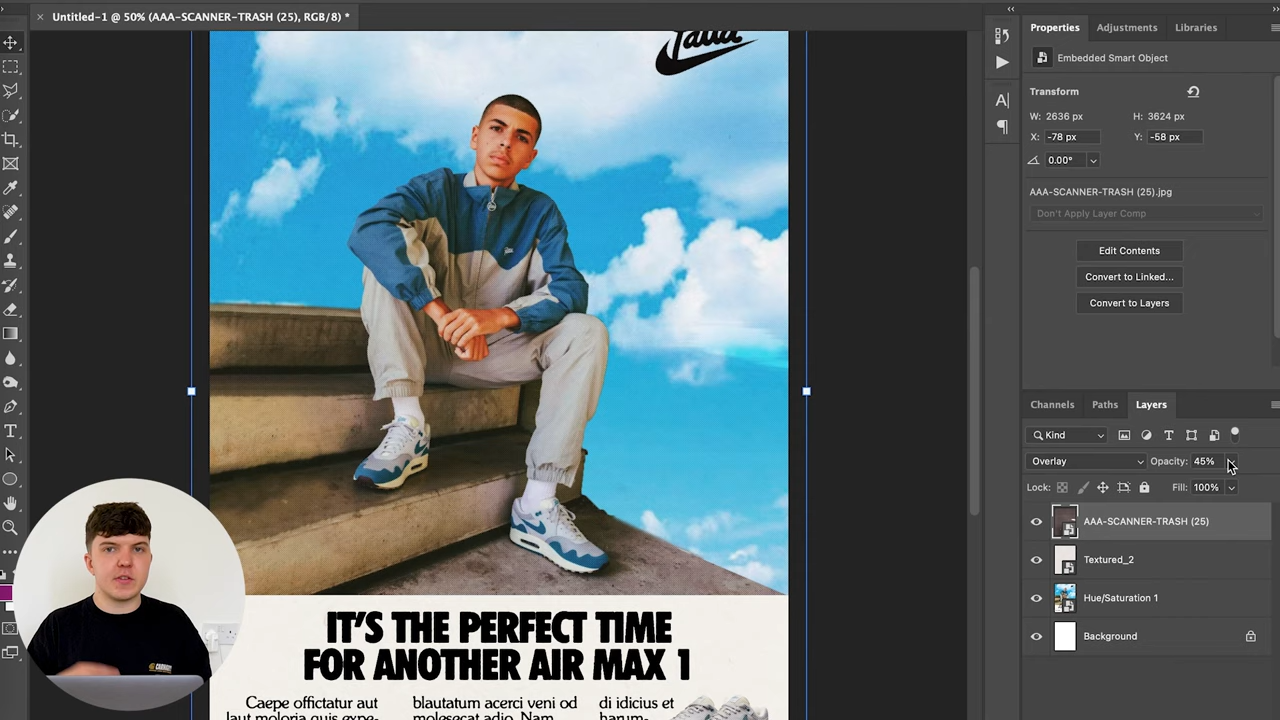 Untitled-1 @ 50% (AAA-SCANNER-TRASH (25), RGB/8) *
Properties
Adjustments
Libraries
Embedded Smart Object
Transform
W: 2636 px
H: 3624 px
X: -78 px
Y: -58 px
0.00°
AAA-SCANNER-TRASH (25).jpg
Don't Apply Layer Comp
Edit Contents
Convert to Linked...
Convert to Layers
Channels
Paths
Layers
Kind
Overlay
Opacity: 45%
Lock:
Fill: 100%
AAA-SCANNER-TRASH (25)
Textured_2
Hue/Saturation 1
Background
Patta
IT'S THE PERFECT TIME
FOR ANOTHER AIR MAX 1
Caepe offictatur aut
laut moloria quis expe-
blautatum acerci veni od
molesecat adio. Nam
di idicius et
harum-